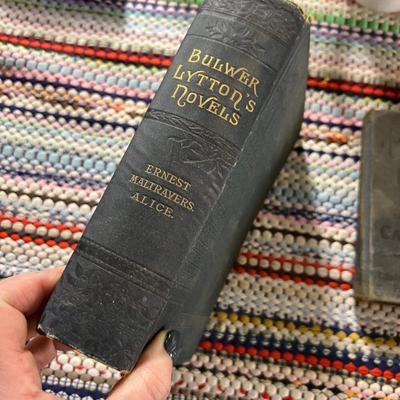 BULWER
LYTTON'S
NOVELS
ERNEST
MALTRAVERS.
ALICE.